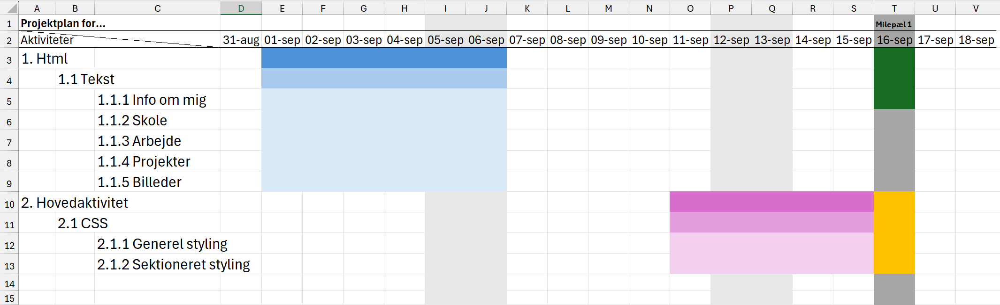 A B C D E F G H I J K L M N O P Q R S T U V
1 Projektplan for... Milepæl 1
2 Aktiviteter 31-aug 01-sep 02-sep 03-sep 04-sep 05-sep 06-sep 07-sep 08-sep 09-sep 10-sep 11-sep 12-sep 13-sep 14-sep 15-sep 16-sep 17-sep 18-sep
3 1. Html
4 1.1 Tekst
5 1.1.1 Info om mig
6 1.1.2 Skole
7 1.1.3 Arbejde
8 1.1.4 Projekter
9 1.1.5 Billeder
10 2. Hovedaktivitet
11 2.1 CSS
12 2.1.1 Generel styling
13 2.1.2 Sektioneret styling
14
15